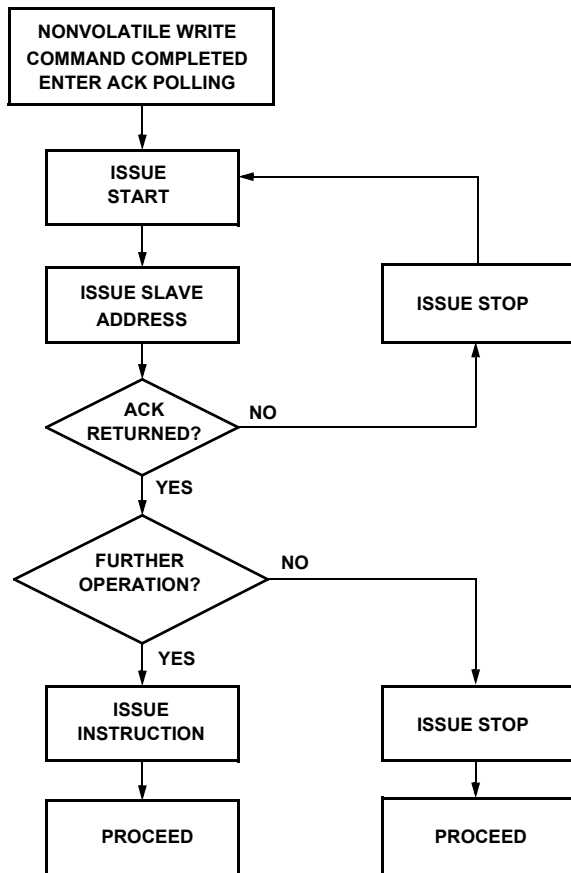 NONVOLATILE WRITE
COMMAND COMPLETED
ENTER ACK POLLING
ISSUE
START
ISSUE SLAVE
ADDRESS
ISSUE STOP
ACK
RETURNED?
NO
YES
FURTHER
OPERATION?
NO
YES
ISSUE
INSTRUCTION
ISSUE STOP
PROCEED
PROCEED